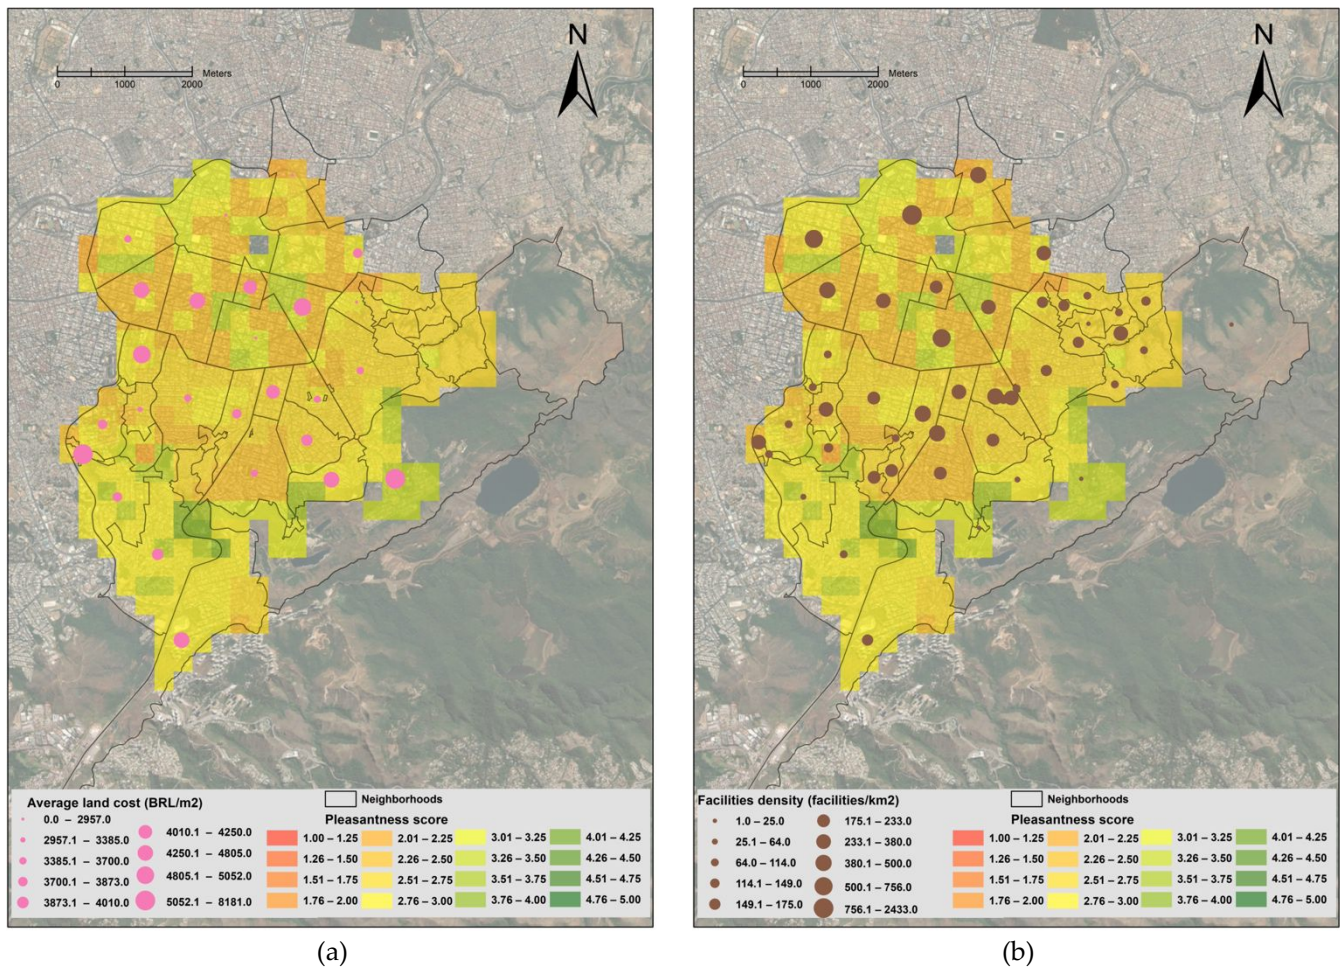 N
Meters
0 1000 2000
Average land cost (BRL/m2)
0.0 – 2957.0
2957.1 – 3385.0
3385.1 – 3700.0
3700.1 – 3873.0
3873.1 – 4010.0
4010.1 – 4250.0
4250.1 – 4805.0
4805.1 – 5052.0
5052.1 – 8181.0
Neighborhoods
Pleasantness score
1.00 – 1.25
1.26 – 1.50
1.51 – 1.75
1.76 – 2.00
2.01 – 2.25
2.26 – 2.50
2.51 – 2.75
2.76 – 3.00
3.01 – 3.25
3.26 – 3.50
3.51 – 3.75
3.76 – 4.00
4.01 – 4.25
4.26 – 4.50
4.51 – 4.75
4.76 – 5.00
(a)
N
Meters
0 1000 2000
Facilities density (facilities/km2)
1.0 – 25.0
25.1 – 64.0
64.0 – 114.0
114.1 – 149.0
149.1 – 175.0
175.1 – 233.0
233.1 – 380.0
380.1 – 500.0
500.1 – 756.0
756.1 – 2433.0
Neighborhoods
Pleasantness score
1.00 – 1.25
1.26 – 1.50
1.51 – 1.75
1.76 – 2.00
2.01 – 2.25
2.26 – 2.50
2.51 – 2.75
2.76 – 3.00
3.01 – 3.25
3.26 – 3.50
3.51 – 3.75
3.76 – 4.00
4.01 – 4.25
4.26 – 4.50
4.51 – 4.75
4.76 – 5.00
(b)